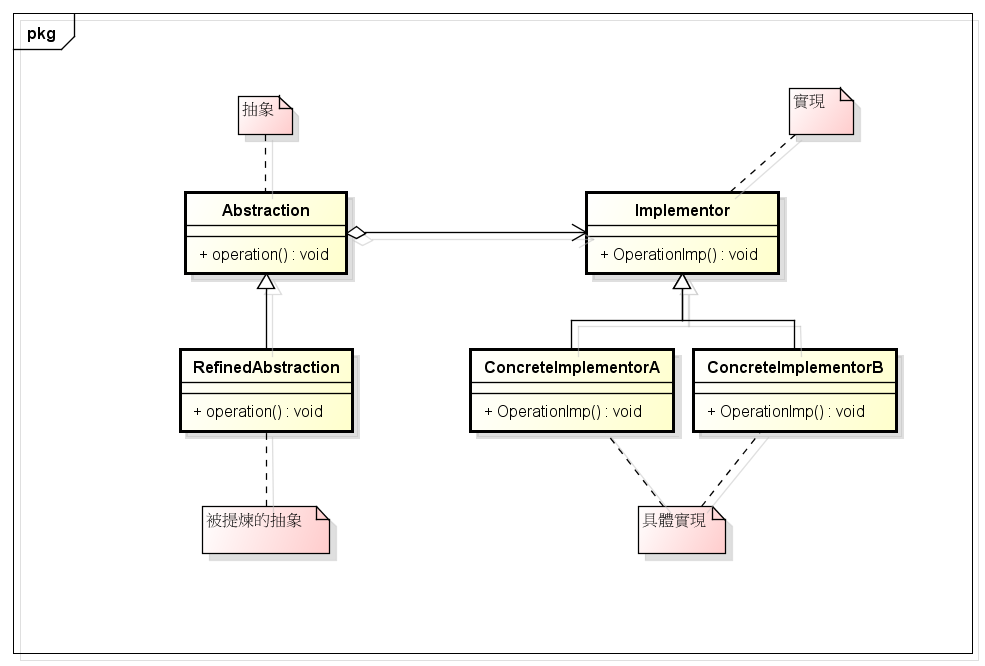 pkg
抽象
實現
Abstraction
+ operation() : void
Implementor
+ OperationImp() : void
RefinedAbstraction
+ operation() : void
ConcreteImplementorA
+ OperationImp() : void
ConcreteImplementorB
+ OperationImp() : void
被提煉的抽象
具體實現